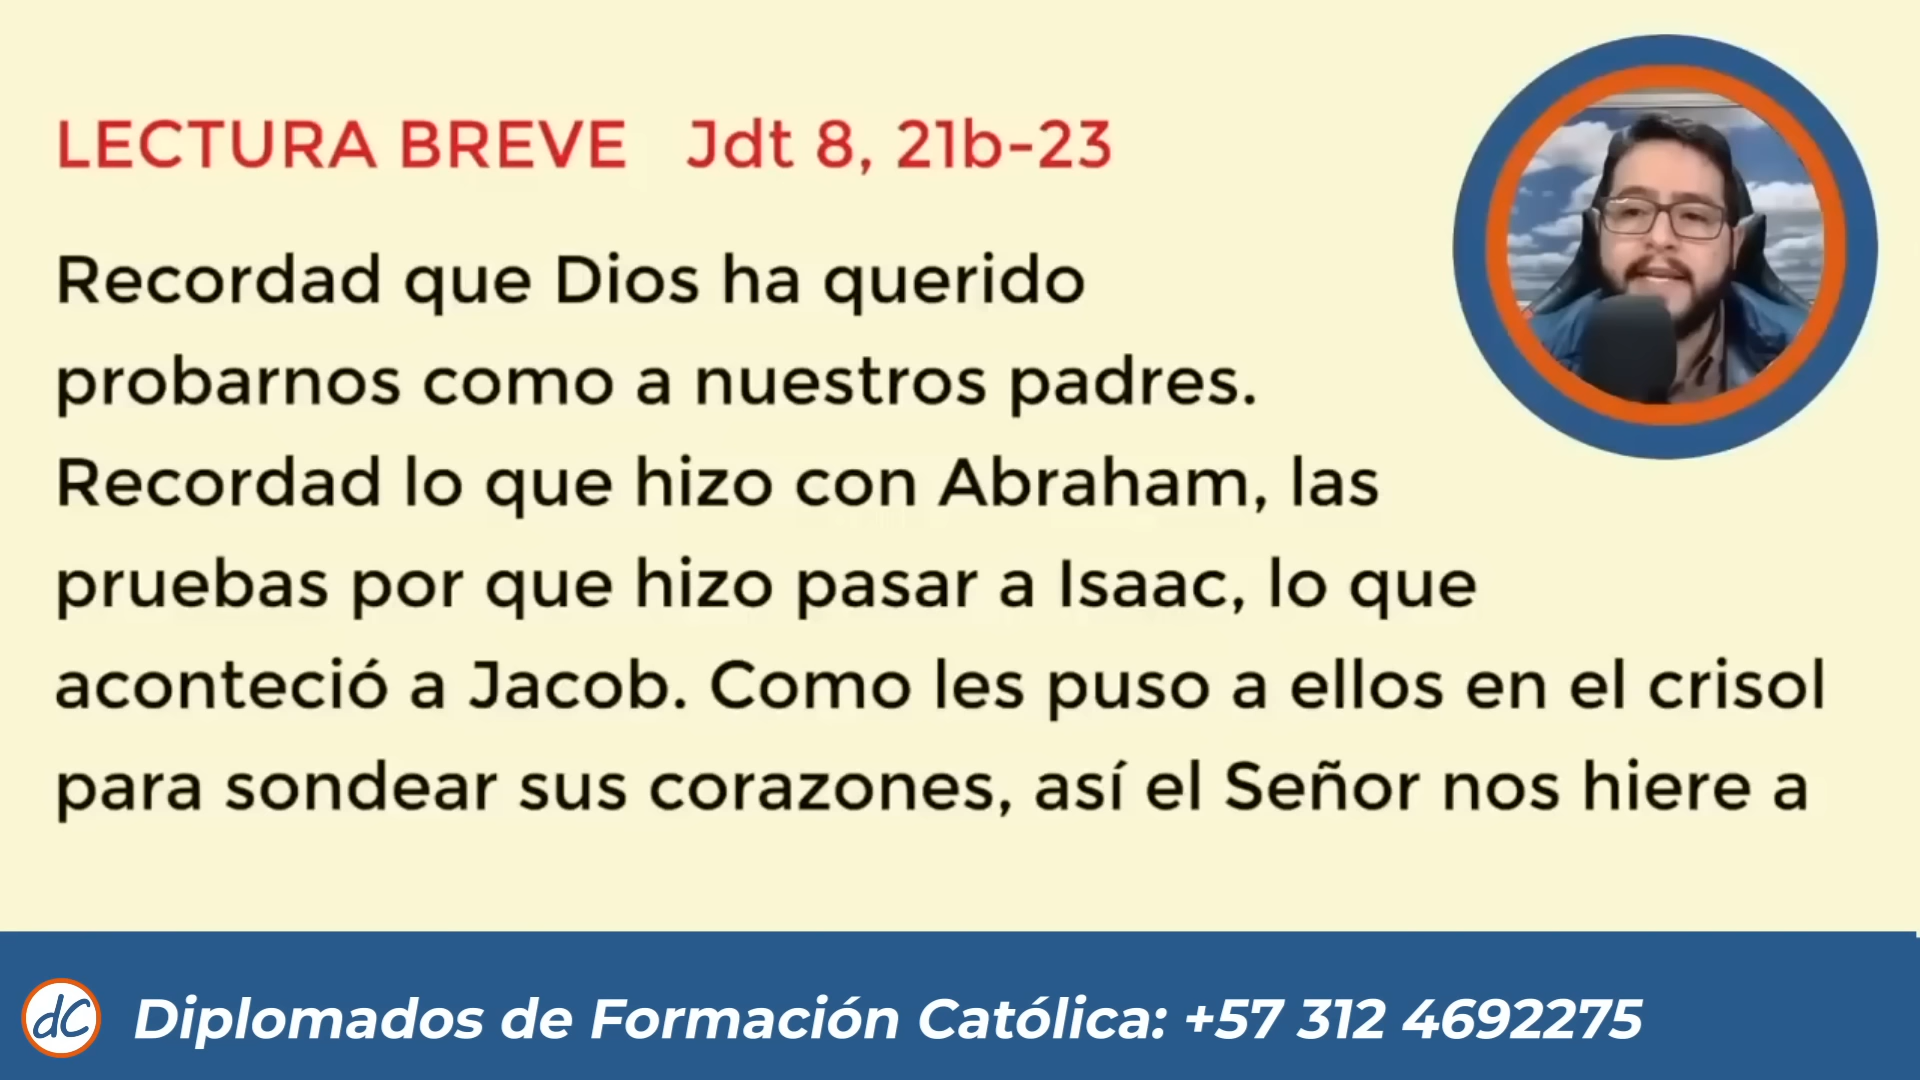 LECTURA BREVE Jdt 8, 21b-23
Recordad que Dios ha querido
probarnos como a nuestros padres.
Recordad lo que hizo con Abraham, las
pruebas por que hizo pasar a Isaac, lo que
aconteció a Jacob. Como les puso a ellos en el crisol
para sondear sus corazones, así el Señor nos hiere a
dC Diplomados de Formación Católica: +57 312 4692275